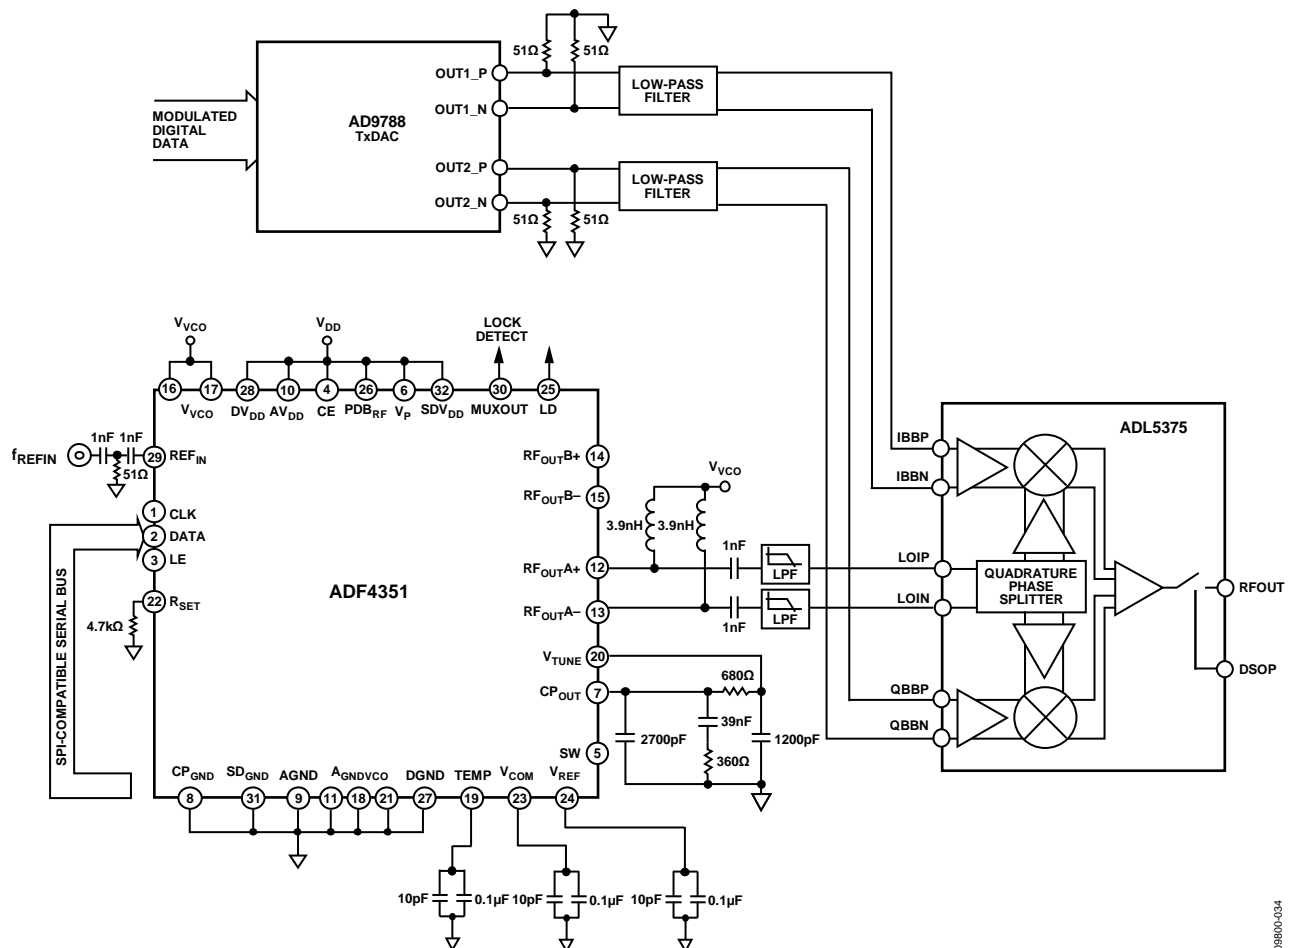 51Ω 51Ω
OUT1_P
LOW-PASS
FILTER
OUT1_N
MODULATED
DIGITAL
DATA
AD9788
TxDAC
OUT2_P
LOW-PASS
FILTER
OUT2_N
51Ω 51Ω
VVCO
VDD
LOCK
DETECT
16 17 28 10 4 26 6 32 30 25
VVCO DVDD AVDD CE PDBRF VP SDVDD MUXOUT LD
ADL5375
fREFIN
1nF 1nF
29 REFIN
51Ω
RFOUTB+ 14
RFOUTB− 15
VVCO
3.9nH 3.9nH
IBBP
IBBN
1 CLK
2 DATA
3 LE
SPI-COMPATIBLE SERIAL BUS
ADF4351
RFOUTA+ 12
1nF
LPF
LOIP
RFOUTA− 13
1nF
LPF
LOIN
QUADRATURE
PHASE
SPLITTER
RFOUT
DSOP
22 RSET
4.7kΩ
VTUNE 20
CPOUT 7
680Ω
39nF
2700pF
1200pF
360Ω
SW 5
QBBP
QBBN
CPGND SDGND AGND AGNDVCO DGND TEMP VCOM VREF
8 31 9 11 18 21 27 19 23 24
10pF 0.1µF 10pF 0.1µF 10pF 0.1µF
09800-034